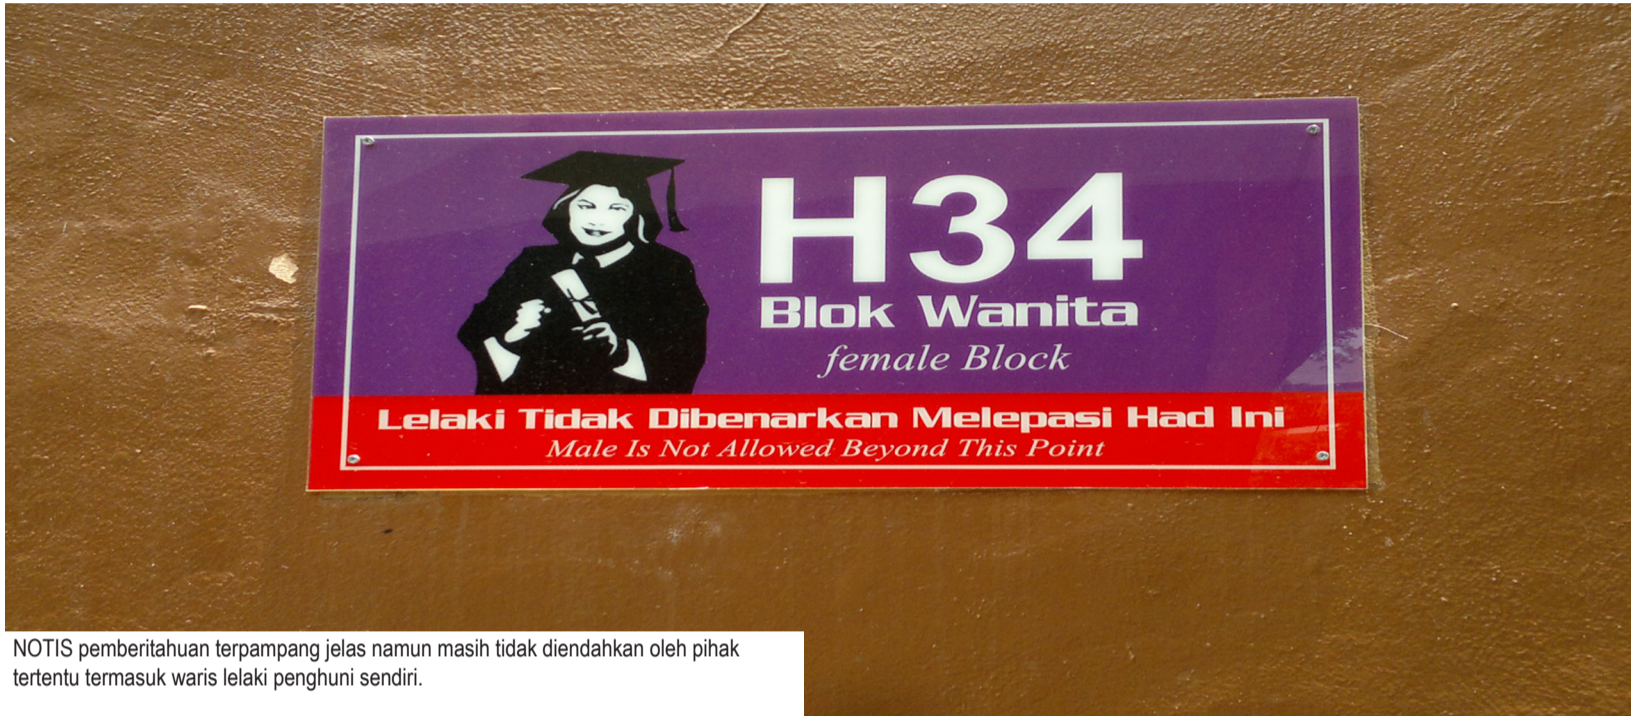 H34
Blok Wanita
female Block
Lelaki Tidak Dibenarkan Melepasi Had Ini
Male Is Not Allowed Beyond This Point
NOTIS pemberitahuan terpampang jelas namun masih tidak diendahkan oleh pihak
tertentu termasuk waris lelaki penghuni sendiri.